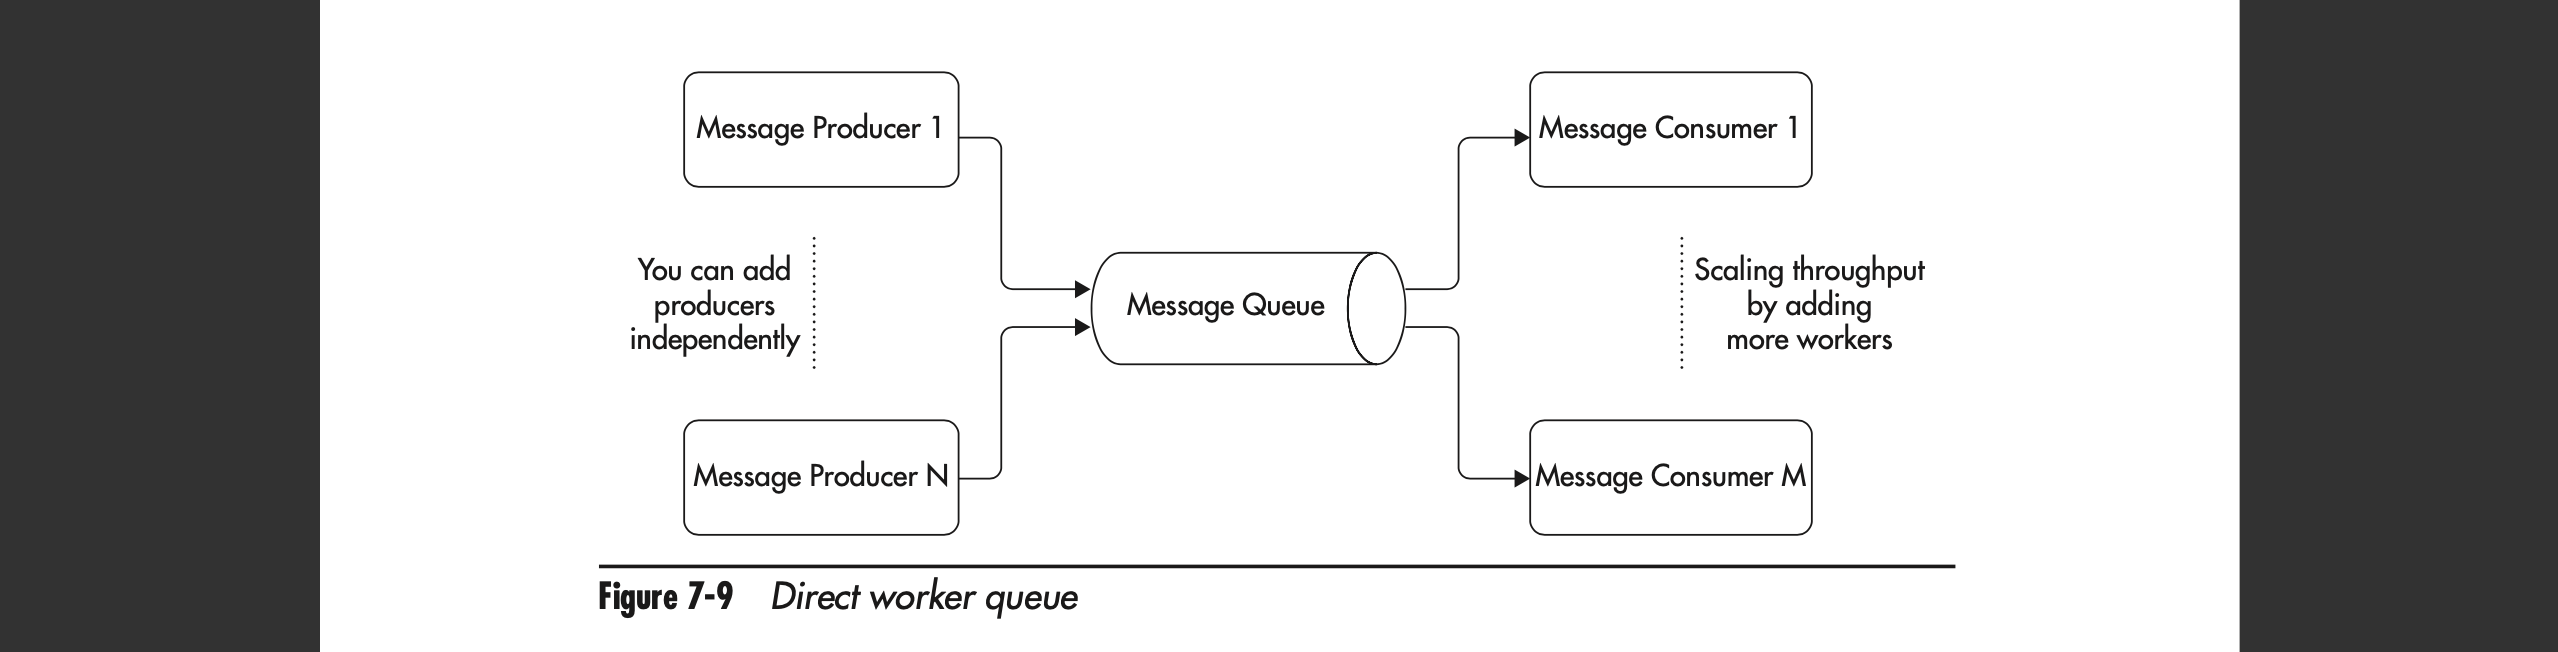 Message Producer 1
Message Consumer 1
You can add
producers
independently
Message Queue
Scaling throughput
by adding
more workers
Message Producer N
Message Consumer M
Figure 7-9 Direct worker queue